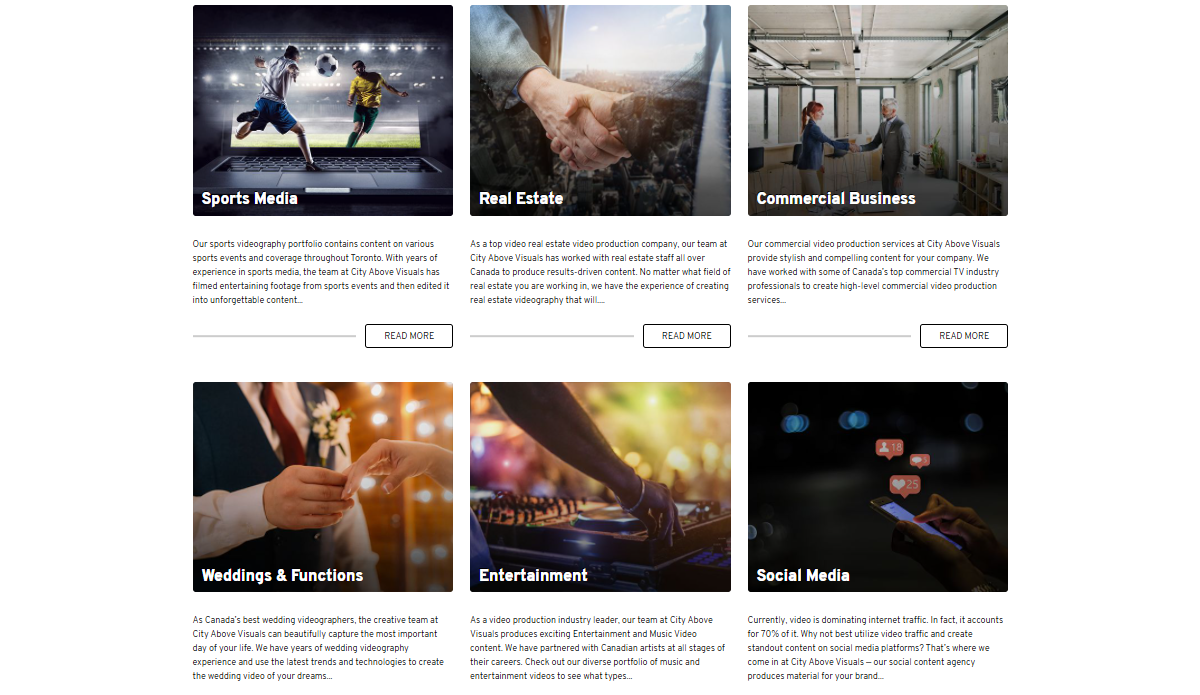 Sports Media
Real Estate
Commercial Business
Our sports videography portfolio contains content on various
sports events and coverage throughout Toronto. With years of
experience in sports media, the team at City Above Visuals has
filmed entertaining footage from sports events and then edited it
into unforgettable content...
As a top video real estate video production company, our team at
City Above Visuals has worked with real estate staff all over
Canada to produce results-driven content. No matter what field of
real estate you are working in, we have the experience of creating
real estate videography that will....
Our commercial video production services at City Above Visuals
provide stylish and compelling content for your company. We
have worked with some of Canada's top commercial TV industry
professionals to create high-level commercial video production
services...
READ MORE
READ MORE
READ MORE
18
1
25
Weddings & Functions
Entertainment
Social Media
As Canada's best wedding videographers, the creative team at
City Above Visuals can beautifully capture the most important
day of your life. We have years of wedding videography
experience and use the latest trends and technologies to create
the wedding video of your dreams...
As a video production industry leader, our team at City Above
Visuals produces exciting Entertainment and Music Video
content. We have partnered with Canadian artists at all stages of
their careers. Check out our diverse portfolio of music and
entertainment videos to see what types...
Currently, video is dominating internet traffic. In fact, it accounts
for 70% of it. Why not best utilize video traffic and create
standout content on social media platforms? That's where we
come in at City Above Visuals – our social content agency
produces material for your brand...